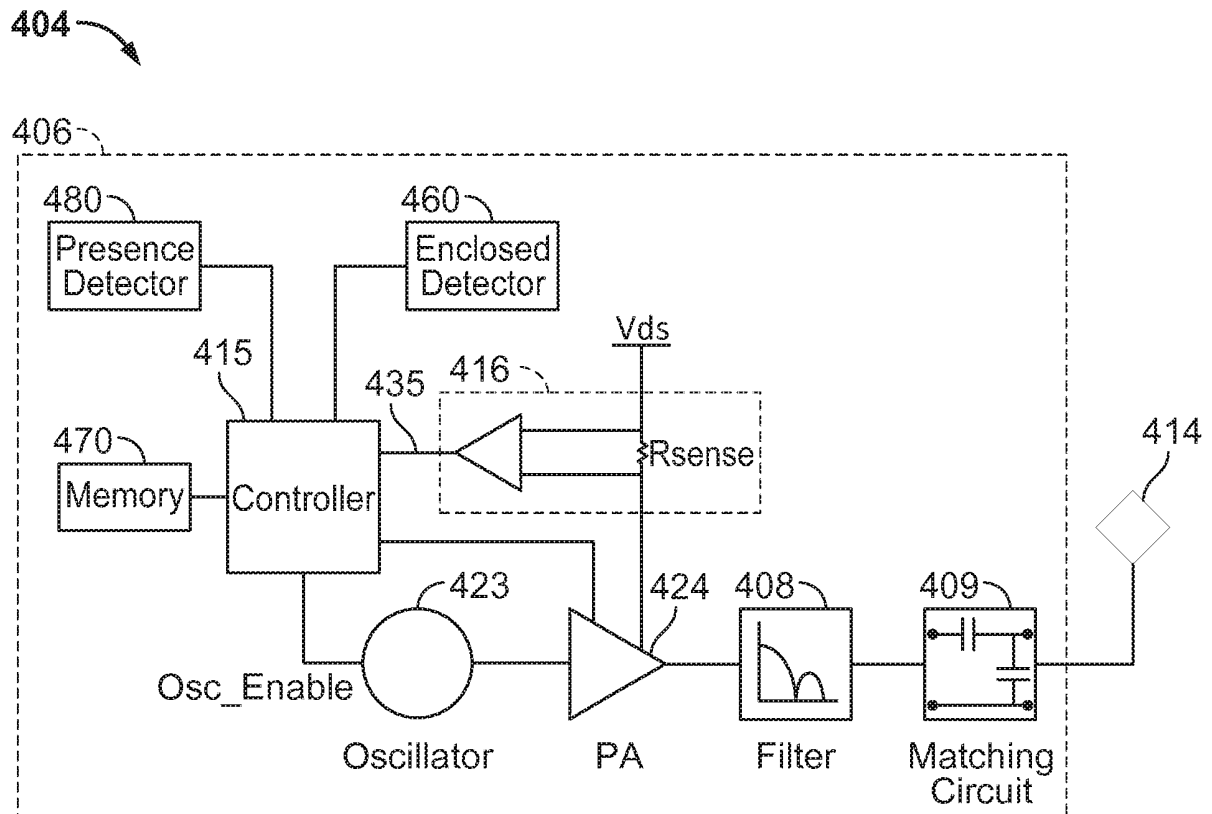 404
406
480
460
Presence
Detector
Enclosed
Detector
Vds
415
416
435
414
470
Rsense
Memory
Controller
423
424
408
409
Osc_Enable
Oscillator
PA
Filter
Matching
Circuit